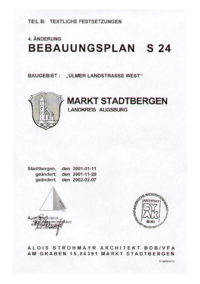 TEIL B: TEXTLICHE FESTSETZUNGEN
4. ÄNDERUNG
BEBAUUNGSPLAN S 24
BAUGEBIET : „ULMER LANDSTRASSE WEST"
MARKT STADTBERGEN
LANDKREIS AUGSBURG
Stadtbergen, den 2001-01-11
geändert, den 2001-11-29
geändert, den 2002-02-07
ALOIS STROHMAYR ARCHITEKT BDB/VFA
AM GRABEN 19,86391 MARKT STADTBERGEN